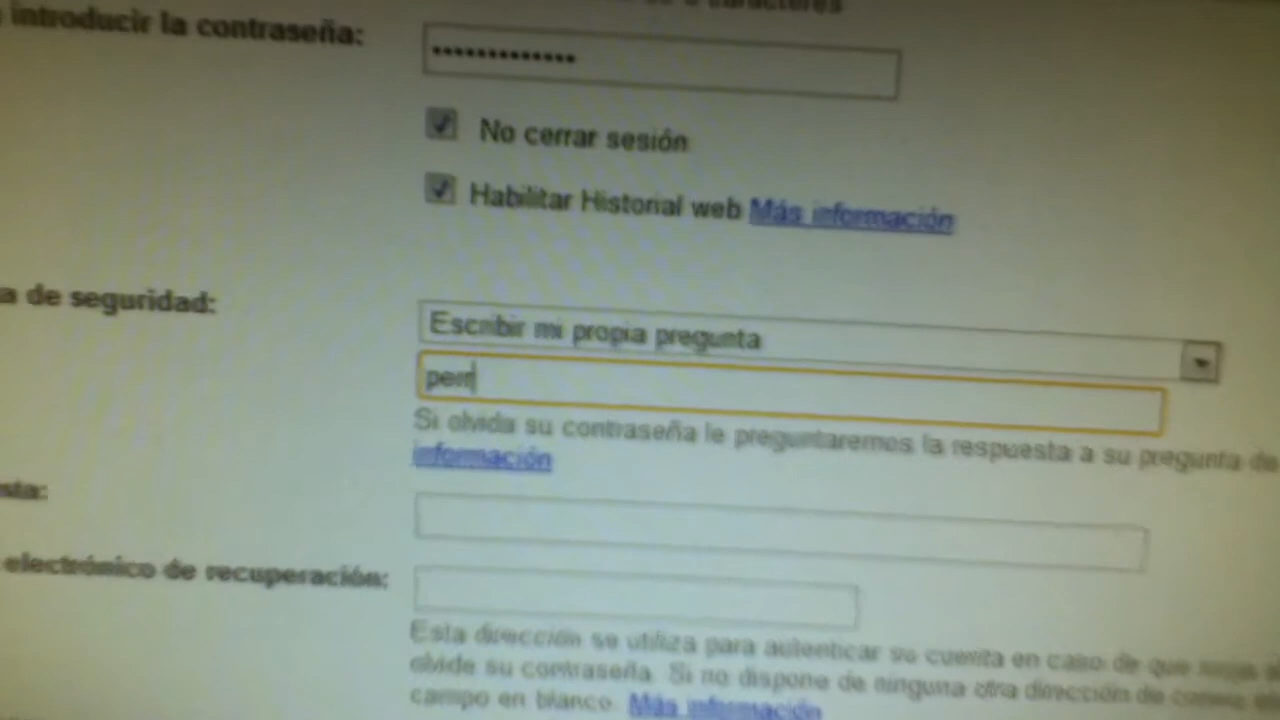 introducir la contraseña:
No cerrar sesión
Habilitar Historial web Más información
a de seguridad:
Escribir mi propia pregunta
perr
Si olvida su contraseña le preguntaremos la respuesta a su pregunta de
información
sta:
electrónico de recuperación:
Esta dirección se utiliza para autenticar su cuenta en caso de que
olvide su contraseña. Si no dispone de ninguna otra dirección de correo
campo en blanco. Más información